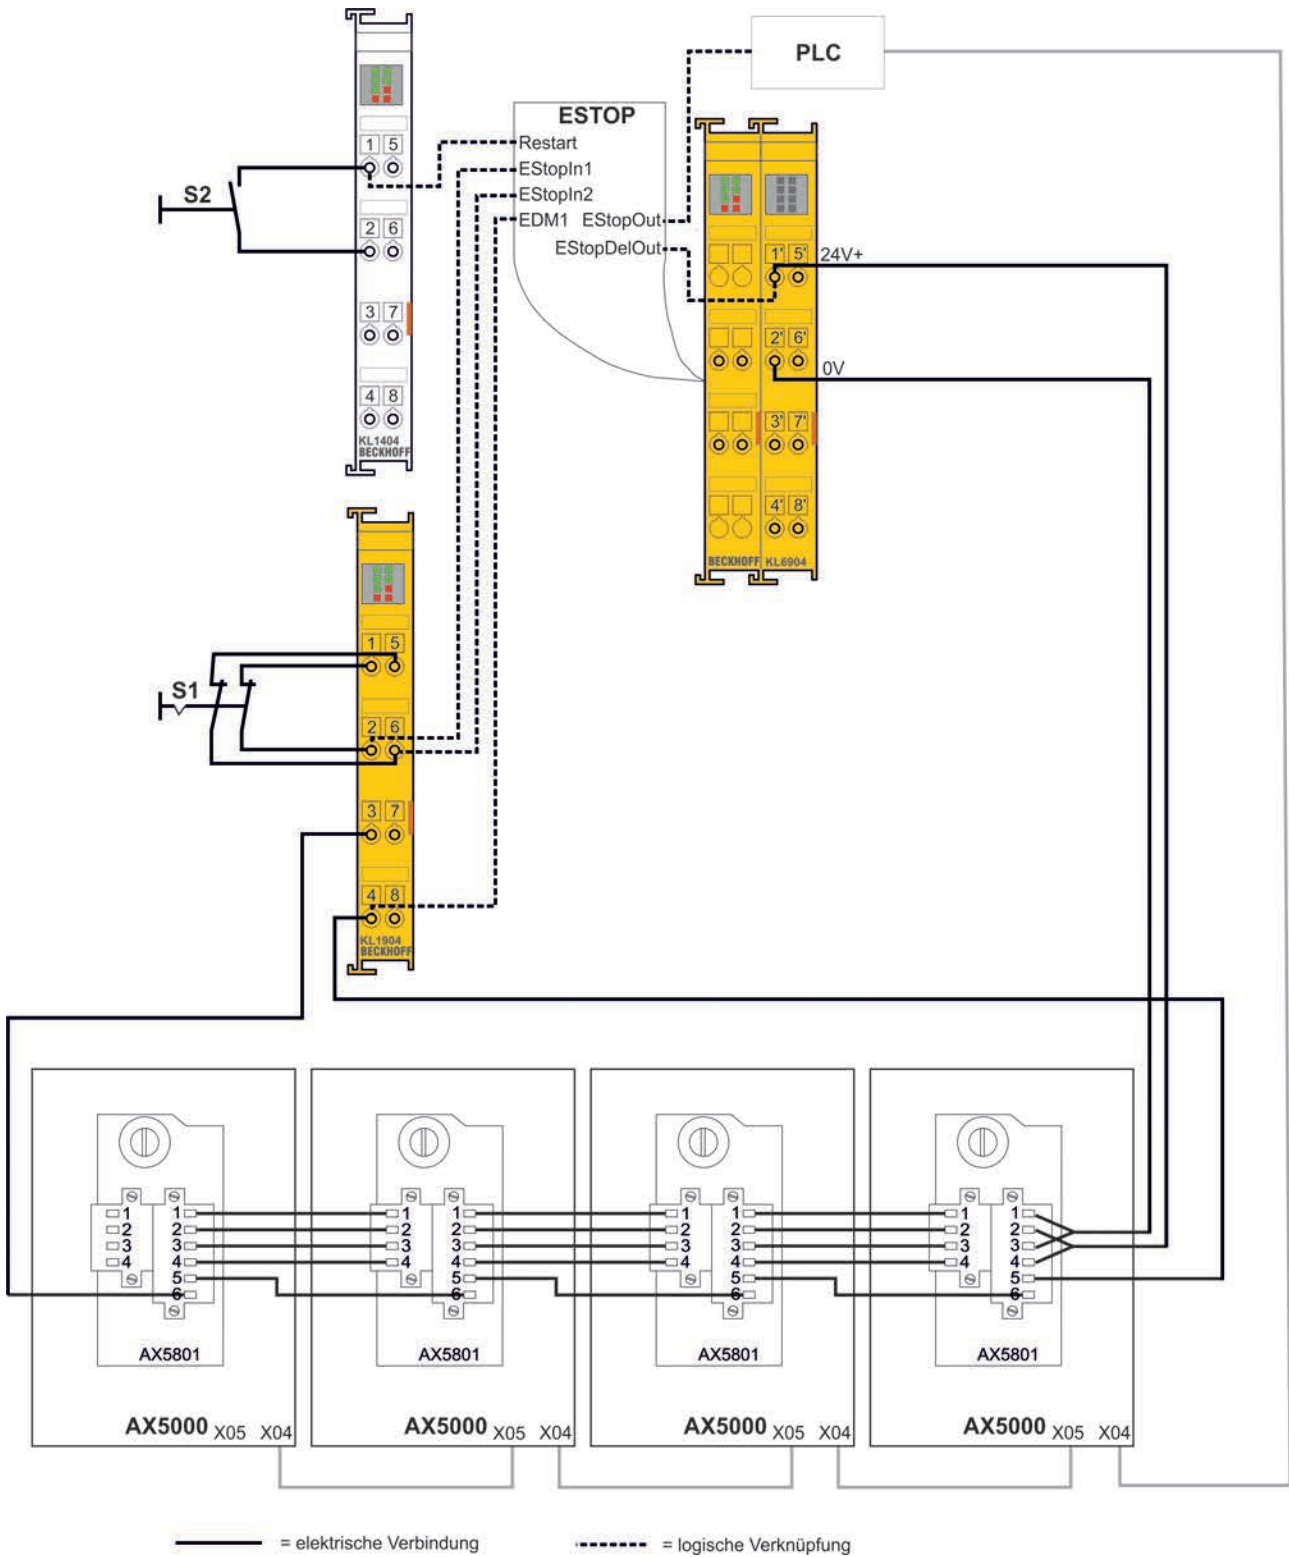 PLC
ESTOP
Restart
EStopIn1
EStopIn2
EDM1 EStopOut
EStopDelOut
S2
1 5
2 6
3 7
4 8
KL1404
BECKHOFF
1' 5' 24V+
2' 6'
0V
3' 7'
4' 8'
BECKHOFF KL6904
S1
1 5
2 6
3 7
4 8
KL1904
BECKHOFF
1 1 1 1 1 1 1 1
2 2 2 2 2 2 2 2
3 3 3 3 3 3 3 3
4 4 4 4 4 4 4 4
5 5 5 5
6 6 6 6
AX5801 AX5801 AX5801 AX5801
AX5000 X05 X04 AX5000 X05 X04 AX5000 X05 X04 AX5000 X05 X04
= elektrische Verbindung = logische Verknüpfung